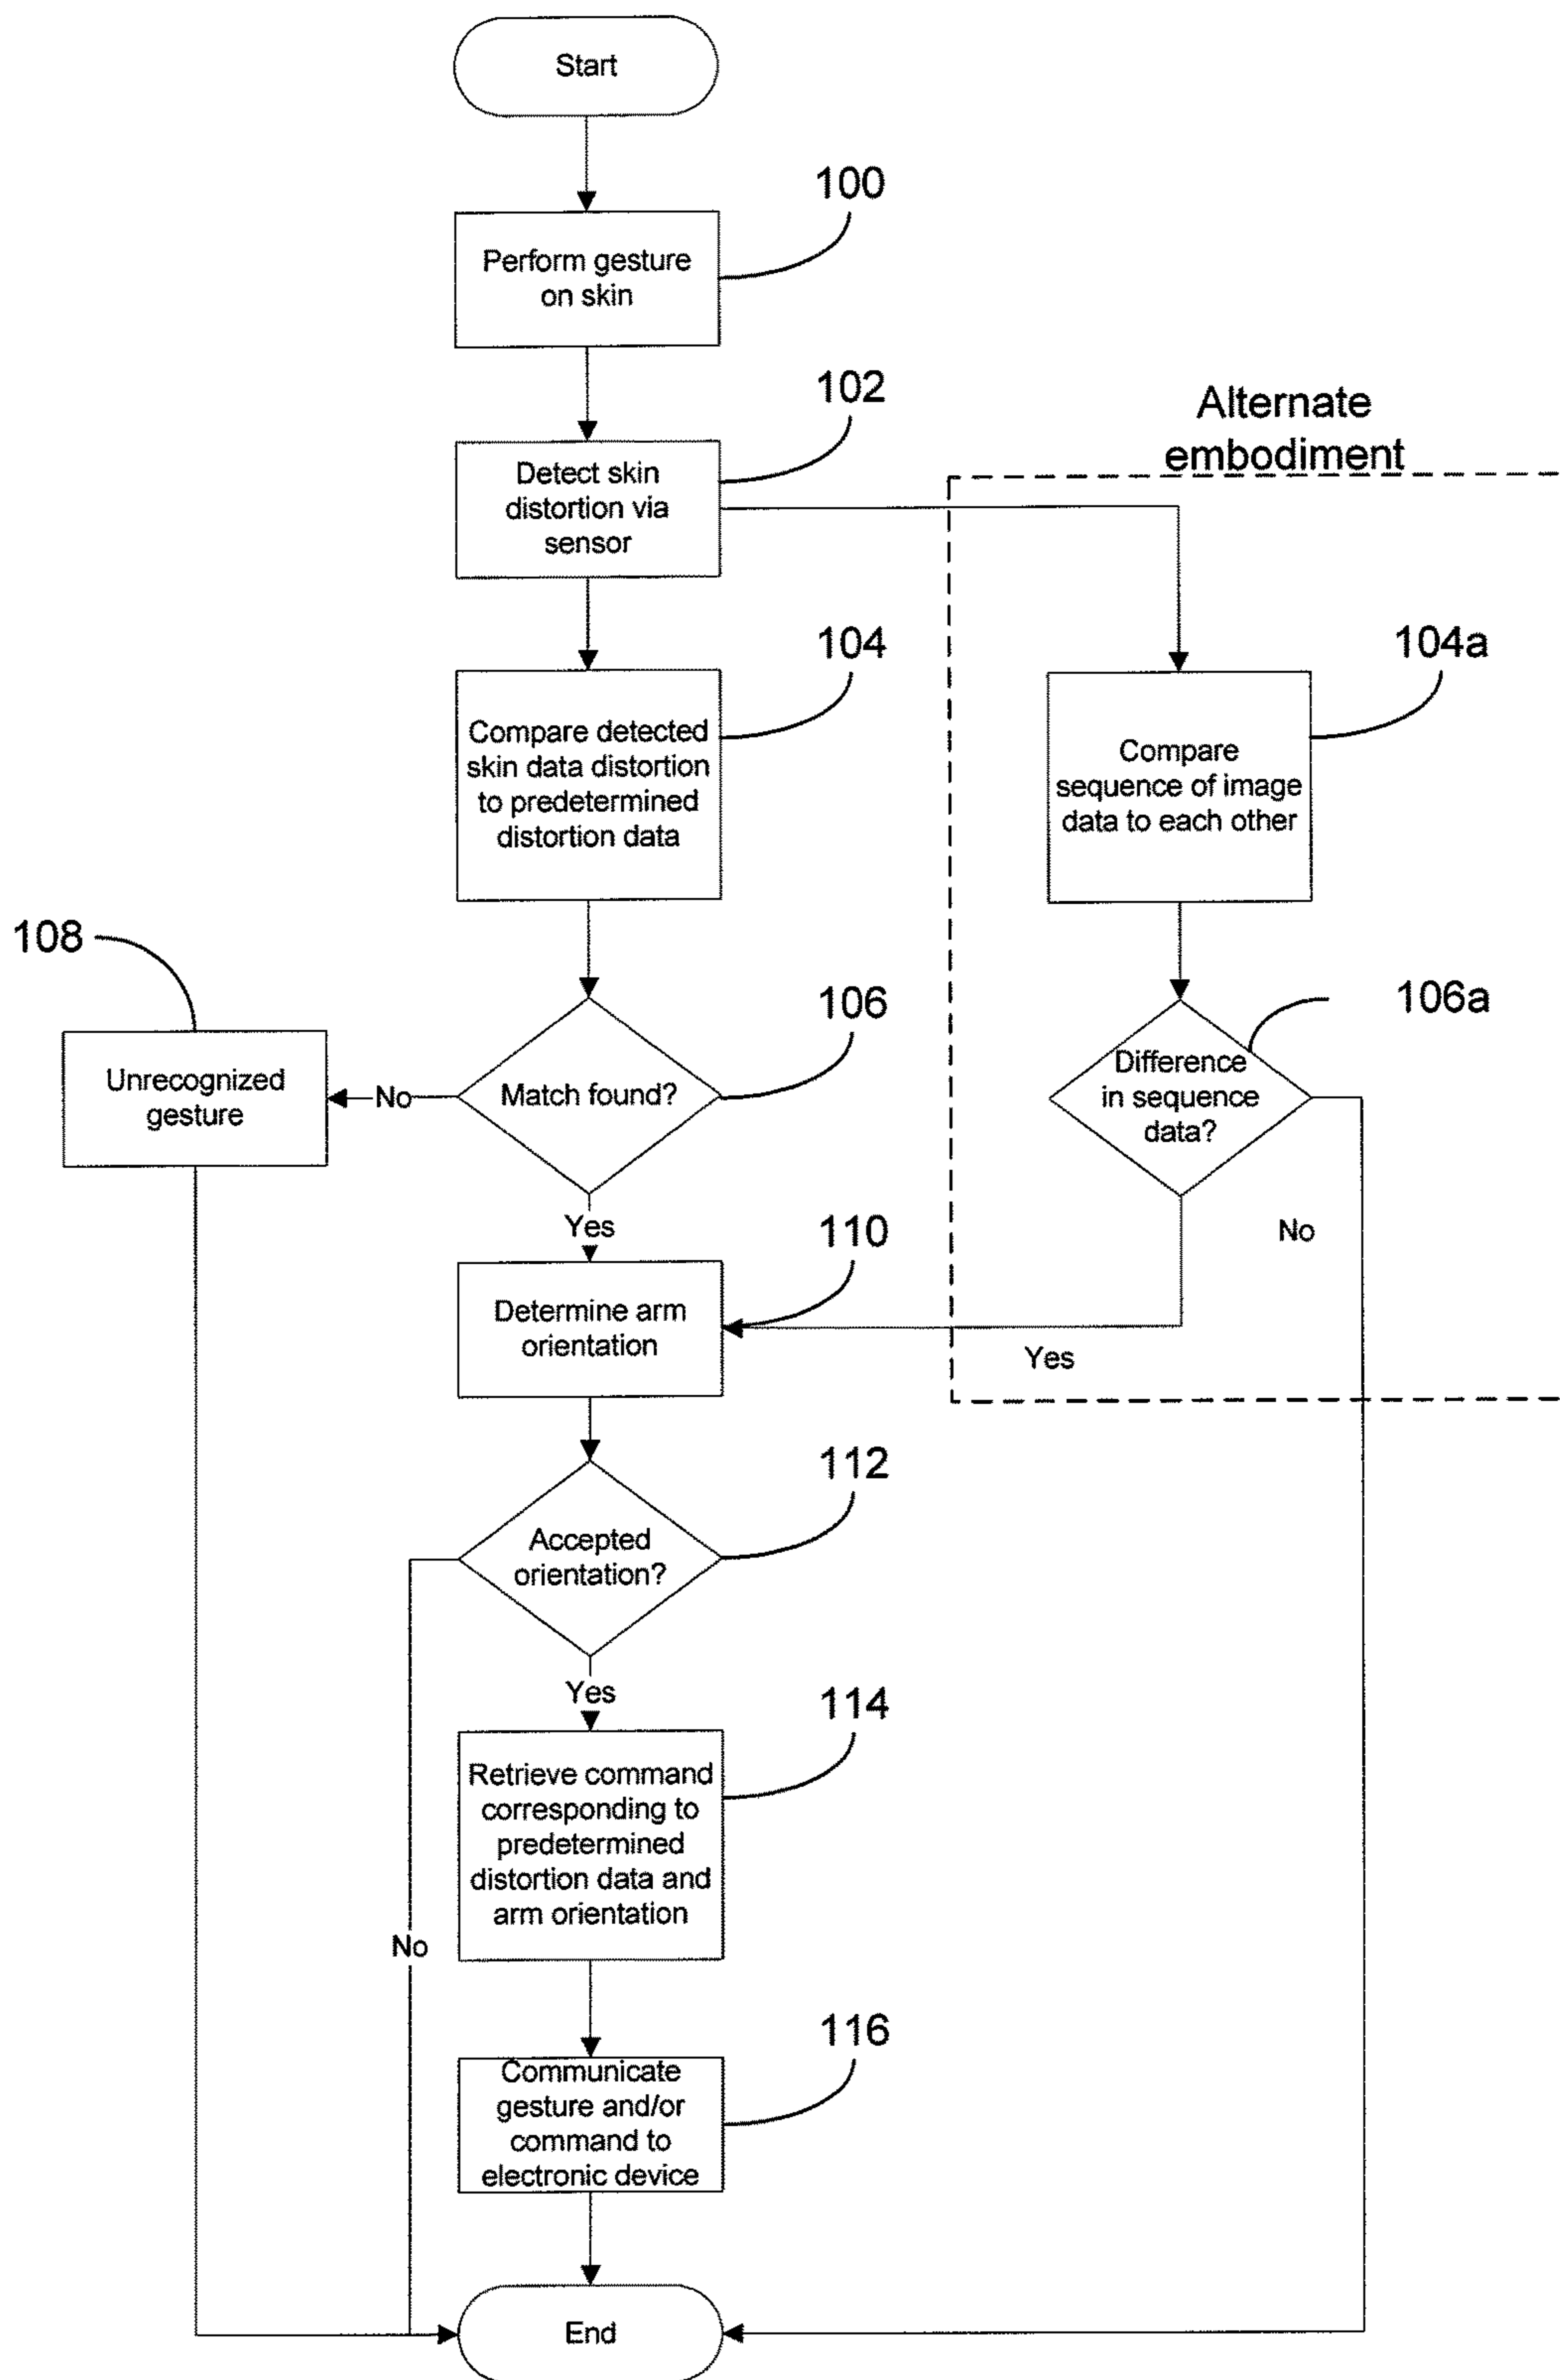 Start
100
Perform gesture
on skin
102
Detect skin
distortion via
sensor
Alternate
embodiment
104
Compare detected
skin data distortion
to predetermined
distortion data
104a
Compare
sequence of image
data to each other
108
Unrecognized
gesture
No
106
Match found?
106a
Difference
in sequence
data?
Yes
No
110
Determine arm
orientation
Yes
112
Accepted
orientation?
Yes
114
Retrieve command
corresponding to
predetermined
distortion data and
arm orientation
No
116
Communicate
gesture and/or
command to
electronic device
End